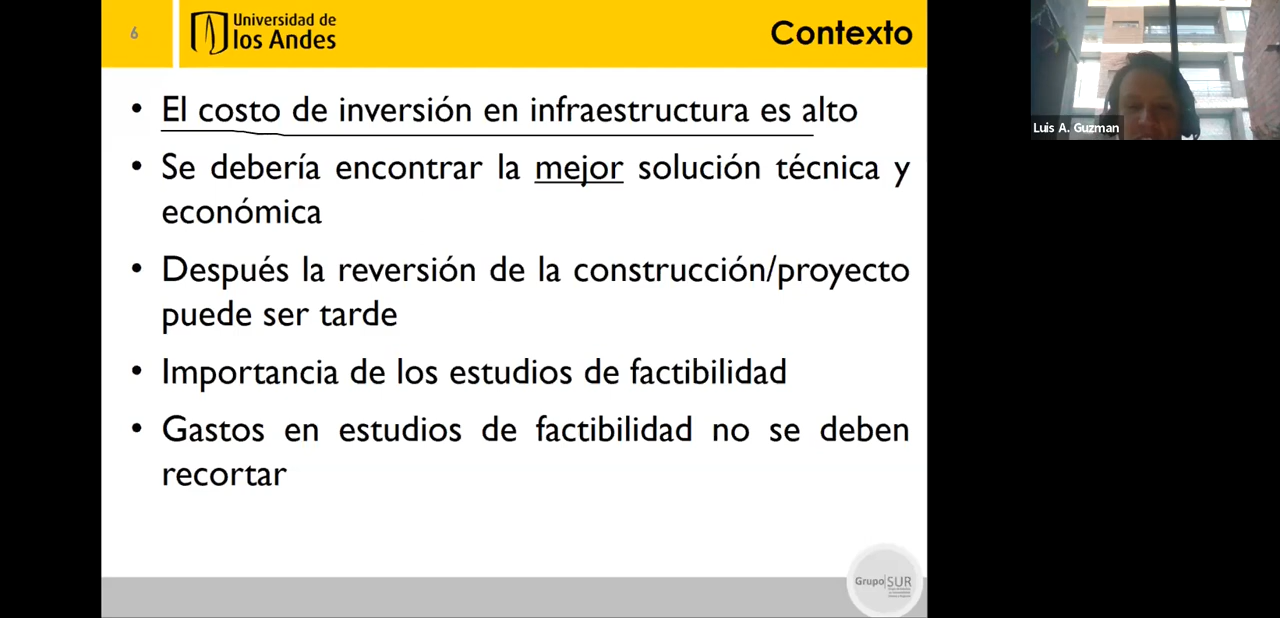 6
Universidad de
los Andes
Contexto
Luis A. Guzman
• El costo de inversión en infraestructura es alto
• Se debería encontrar la mejor solución técnica y
económica
• Después la reversión de la construcción/proyecto
puede ser tarde
• Importancia de los estudios de factibilidad
• Gastos en estudios de factibilidad no se deben
recortar
Grupo|SUR